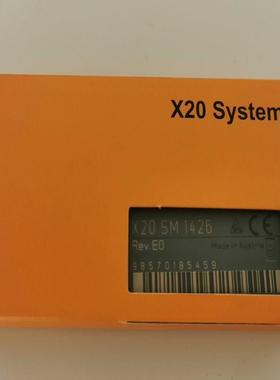 X20 System
X20 SM 1426
Rev. E0
Made in Austria
98570185459